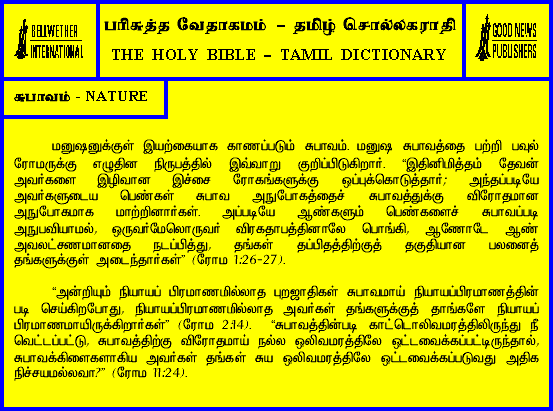 BELLWETHER
INTERNATIONAL
பரிசுத்த வேதாகமம் – தமிழ் சொல்லகராதி
THE HOLY BIBLE – TAMIL DICTIONARY
GOOD NEWS
PUBLISHERS
சுபாவம் - NATURE
மனுஷனுக்குள் இயற்கையாக காணப்படும் சுபாவம். மனுஷ சுபாவத்தை பற்றி பவுல்
ரோமருக்கு எழுதின நிருபத்தில் இவ்வாறு குறிப்பிடுகிறார். “இதினிமித்தம் தேவன்
அவர்களை இழிவான இச்சை ரோகங்களுக்கு ஒப்புக்கொடுத்தார்; அந்தப்படியே
அவர்களுடைய பெண்கள் சுபாவ அநுபோகத்தைச் சுபாவத்துக்கு விரோதமான
அநுபோகமாக மாற்றினார்கள். அப்படியே ஆண்களும் பெண்களைச் சுபாவப்படி
அநுபவியாமல், ஒருவர்மேலொருவர் விரகதாபத்தினாலே பொங்கி, ஆணோடே ஆண்
அவலட்சணமானதை நடப்பித்து, தங்கள் தப்பிதத்திற்குத் தகுதியான பலனைத்
தங்களுக்குள் அடைந்தார்கள்” (ரோம 1:26-27).
“அன்றியும் நியாயப் பிரமாணமில்லாத புறஜாதிகள் சுபாவமாய் நியாயப்பிரமாணத்தின்
படி செய்கிறபோது, நியாயப்பிரமாணமில்லாத அவர்கள் தங்களுக்குத் தாங்களே நியாயப்
பிரமாணமாயிருக்கிறார்கள்” (ரோம 2:14). “சுபாவத்தின்படி காட்டொலிவமரத்திலிருந்து நீ
வெட்டப்பட்டு, சுபாவத்திற்கு விரோதமாய் நல்ல ஒலிவமரத்திலே ஒட்டவைக்கப்பட்டிருந்தால்,
சுபாவக்கிளைகளாகிய அவர்கள் தங்கள் சுய ஒலிவமரத்திலே ஒட்டவைக்கப்படுவது அதிக
நிச்சயமல்லவா?” (ரோம 11:24).